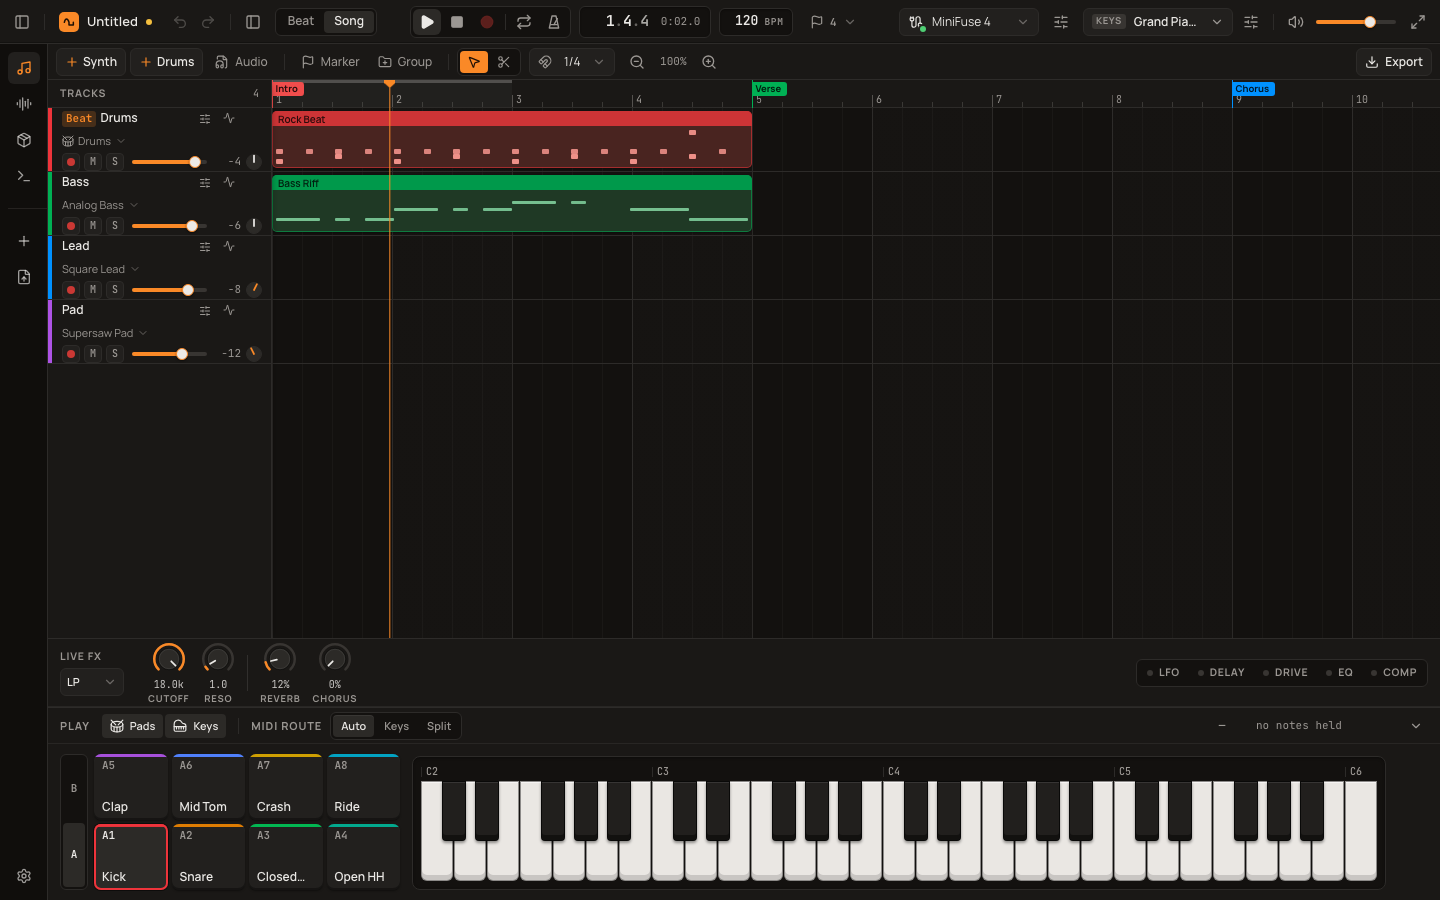 Untitled
Beat Song
1.4.4 0:02.0
120 BPM
4
MiniFuse 4
KEYS Grand Pia...
Synth Drums Audio Marker Group 1/4 100% Export
TRACKS 4
Intro Verse Chorus
1 2 3 4 5 6 7 8 9 10
Beat Drums
Drums
M S -4
Rock Beat
Bass
Analog Bass
M S -6
Bass Riff
Lead
Square Lead
M S -8
Pad
Supersaw Pad
M S -12
LIVE FX
LP
18.0k 1.0 12% 0%
CUTOFF RESO REVERB CHORUS
LFO DELAY DRIVE EQ COMP
PLAY Pads Keys MIDI ROUTE Auto Keys Split – no notes held
B
A
A5 A6 A7 A8
Clap Mid Tom Crash Ride
A1 A2 A3 A4
Kick Snare Closed... Open HH
C2 C3 C4 C5 C6